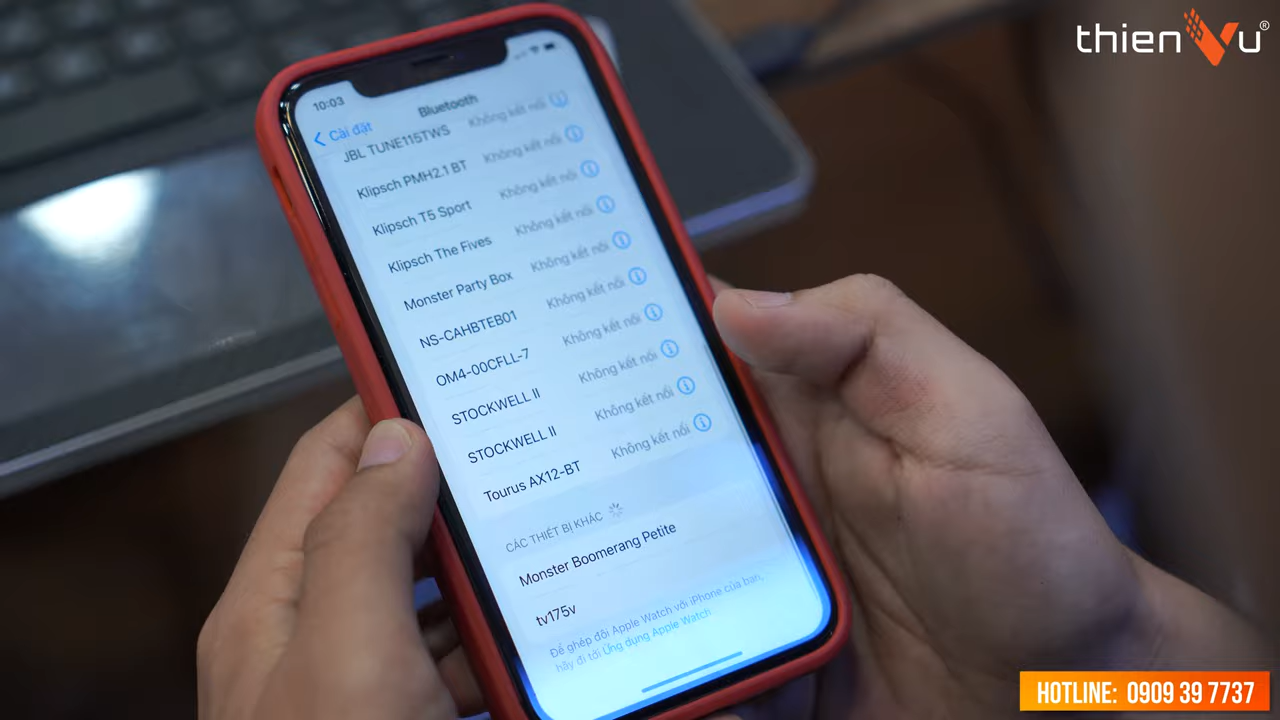 thienVu®
10:03
Bluetooth
Cài đặt
JBL TUNE115TWS Không kết nối
Klipsch PMH2.1 BT Không kết nối
Klipsch T5 Sport Không kết nối
Klipsch The Fives Không kết nối
Monster Party Box Không kết nối
NS-CAHBTEB01 Không kết nối
OM4-00CFLL-7 Không kết nối
STOCKWELL II Không kết nối
STOCKWELL II Không kết nối
Tourus AX12-BT Không kết nối
CÁC THIẾT BỊ KHÁC
Monster Boomerang Petite
tv175v
Để ghép đôi Apple Watch với iPhone của bạn,
hãy đi tới Ứng dụng Apple Watch
HOTLINE: 0909 39 7737